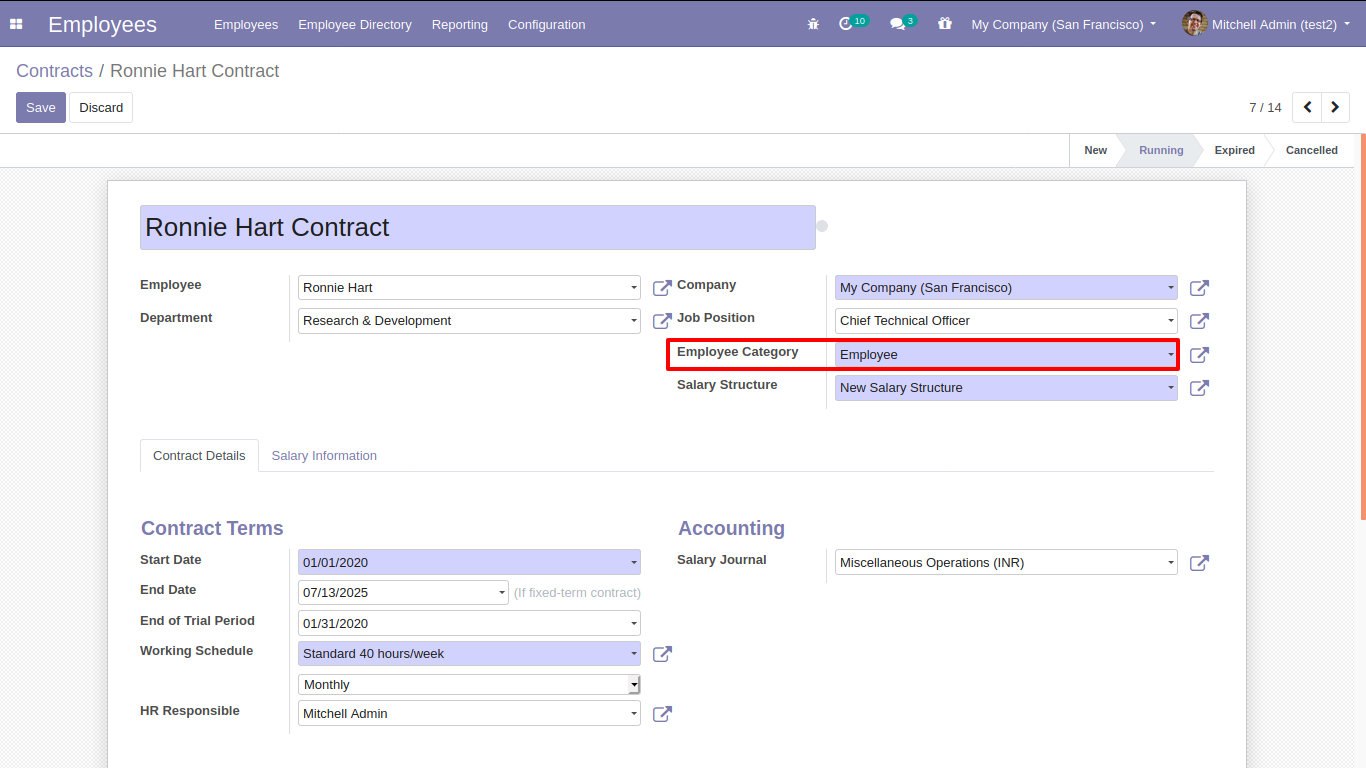 Employees Employees Employee Directory Reporting Configuration 10 3 My Company (San Francisco) Mitchell Admin (test2)
Contracts / Ronnie Hart Contract
Save Discard 7 / 14
New Running Expired Cancelled
Ronnie Hart Contract
Employee Ronnie Hart Company My Company (San Francisco)
Department Research & Development Job Position Chief Technical Officer
Employee Category Employee
Salary Structure New Salary Structure
Contract Details Salary Information
Contract Terms Accounting
Start Date 01/01/2020 Salary Journal Miscellaneous Operations (INR)
End Date 07/13/2025 (If fixed-term contract)
End of Trial Period 01/31/2020
Working Schedule Standard 40 hours/week
Monthly
HR Responsible Mitchell Admin